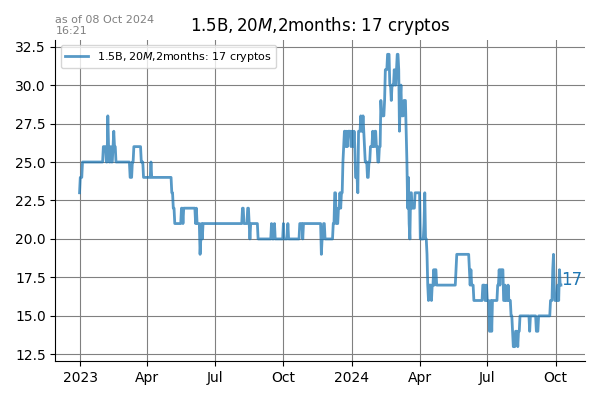 as of 08 Oct 2024
16:21
1.5B, 20M,2months: 17 cryptos
1.5B, 20M,2months: 17 cryptos
32.5
30.0
27.5
25.0
22.5
20.0
17.5
15.0
12.5
17
2023
Apr
Jul
Oct
2024
Apr
Jul
Oct